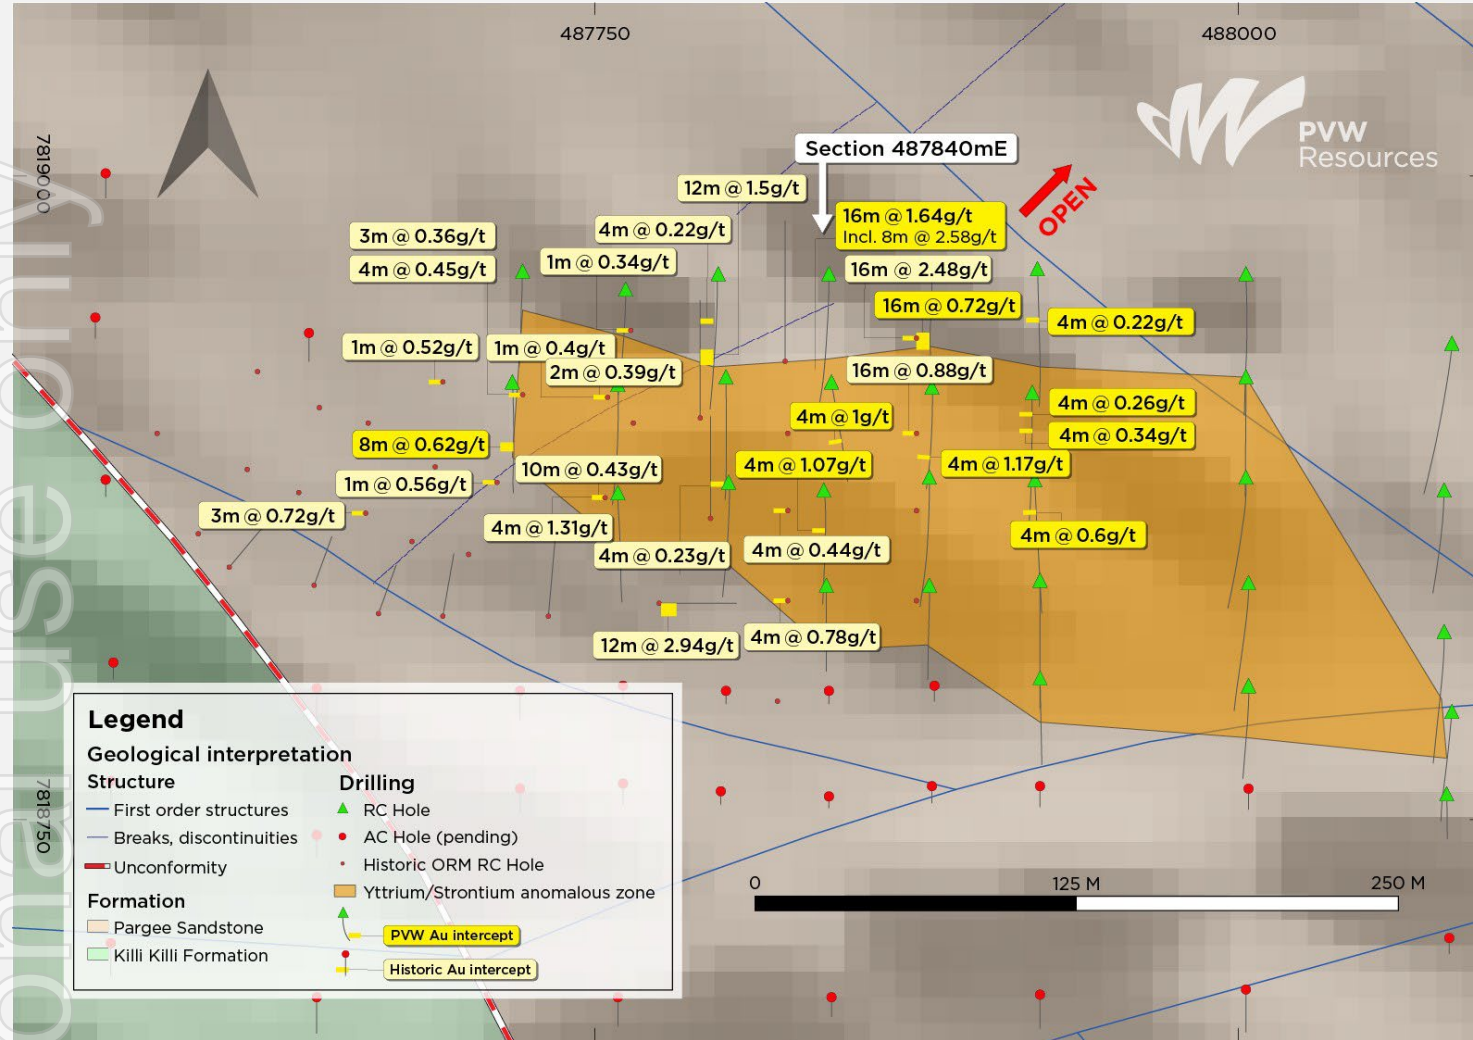 487750
488000
7819000
7818750
PVW
Resources
Section 487840mE
OPEN
12m @ 1.5g/t
16m @ 1.64g/t
Incl. 8m @ 2.58g/t
3m @ 0.36g/t
4m @ 0.22g/t
4m @ 0.45g/t
1m @ 0.34g/t
16m @ 2.48g/t
16m @ 0.72g/t
4m @ 0.22g/t
1m @ 0.52g/t
1m @ 0.4g/t
2m @ 0.39g/t
16m @ 0.88g/t
4m @ 0.26g/t
4m @ 1g/t
4m @ 0.34g/t
8m @ 0.62g/t
10m @ 0.43g/t
4m @ 1.07g/t
4m @ 1.17g/t
1m @ 0.56g/t
3m @ 0.72g/t
4m @ 1.31g/t
4m @ 0.6g/t
4m @ 0.23g/t
4m @ 0.44g/t
12m @ 2.94g/t
4m @ 0.78g/t
Legend
Geological interpretation
Structure
First order structures
Breaks, discontinuities
Unconformity
Formation
Pargee Sandstone
Killi Killi Formation
Drilling
RC Hole
AC Hole (pending)
Historic ORM RC Hole
Yttrium/Strontium anomalous zone
PVW Au intercept
Historic Au intercept
0
125 M
250 M
onal use only